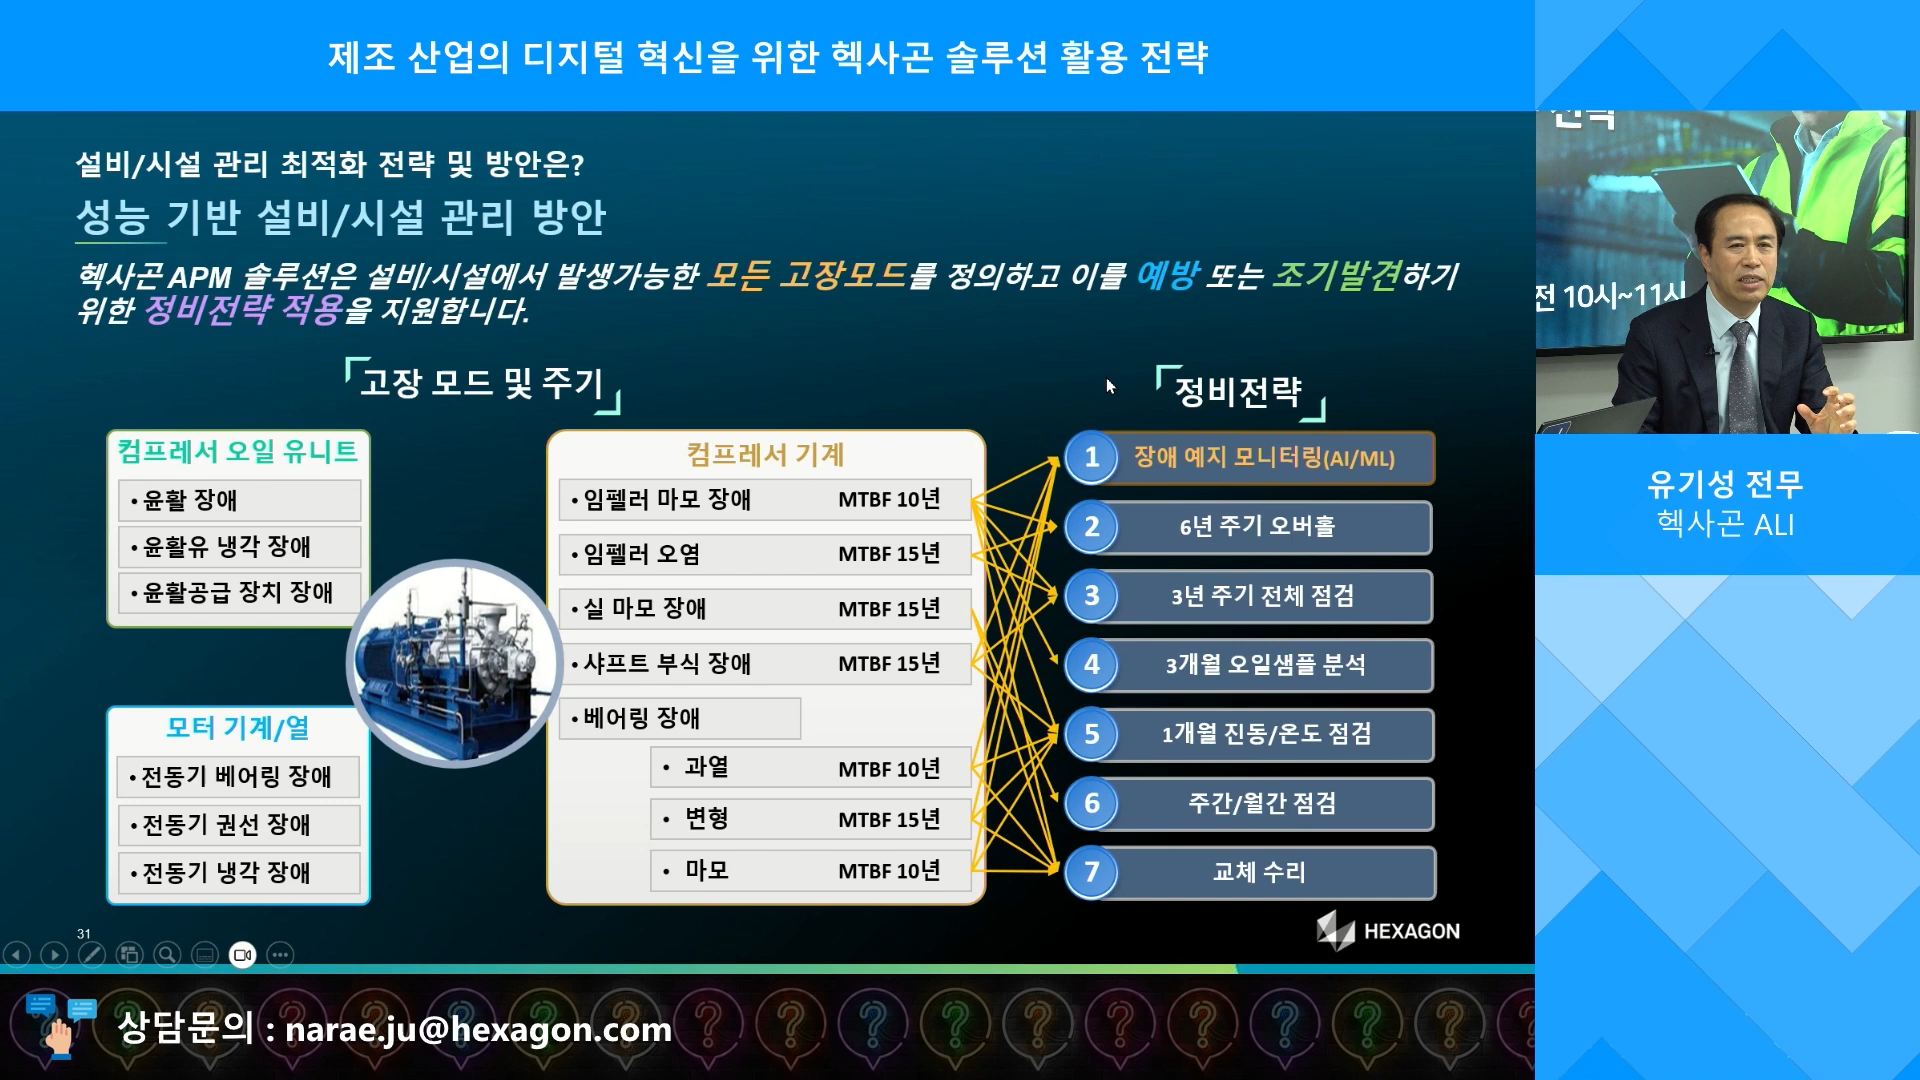 제조 산업의 디지털 혁신을 위한 헥사곤 솔루션 활용 전략
설비/시설 관리 최적화 전략 및 방안은?
성능 기반 설비/시설 관리 방안
헥사곤 APM 솔루션은 설비/시설에서 발생가능한 모든 고장모드를 정의하고 이를 예방 또는 조기발견하기
위한 정비전략 적용을 지원합니다.
고장 모드 및 주기
컴프레서 오일 유니트
• 윤활 장애
• 윤활유 냉각 장애
• 윤활공급 장치 장애
모터 기계/열
• 전동기 베어링 장애
• 전동기 권선 장애
• 전동기 냉각 장애
컴프레서 기계
• 임펠러 마모 장애 MTBF 10년
• 임펠러 오염 MTBF 15년
• 실 마모 장애 MTBF 15년
• 샤프트 부식 장애 MTBF 15년
• 베어링 장애
• 과열 MTBF 10년
• 변형 MTBF 15년
• 마모 MTBF 10년
정비전략
1 장애 예지 모니터링(AI/ML)
2 6년 주기 오버홀
3 3년 주기 전체 점검
4 3개월 오일샘플 분석
5 1개월 진동/온도 점검
6 주간/월간 점검
7 교체 수리
31
HEXAGON
전략
전 10시~11시
유기성 전무
헥사곤 ALI
상담문의 : narae.ju@hexagon.com